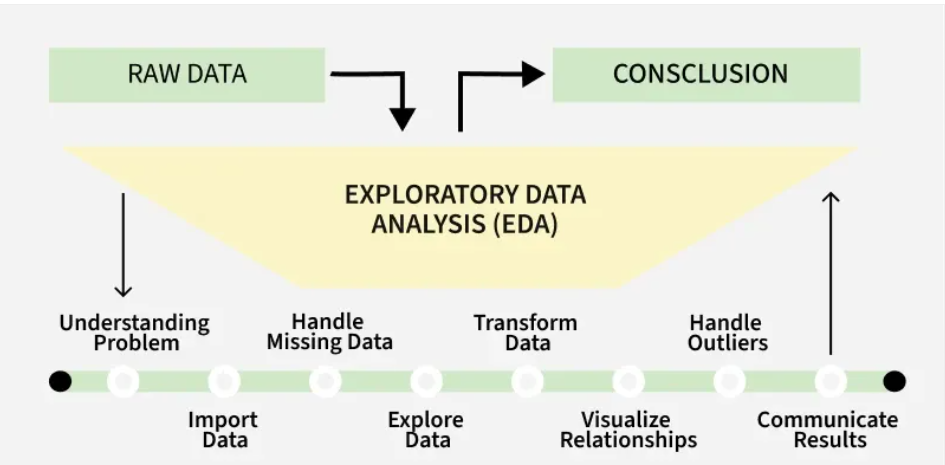 RAW DATA
CONSCLUSION
EXPLORATORY DATA
ANALYSIS (EDA)
Understanding
Problem
Import
Data
Handle
Missing Data
Explore
Data
Transform
Data
Visualize
Relationships
Handle
Outliers
Communicate
Results